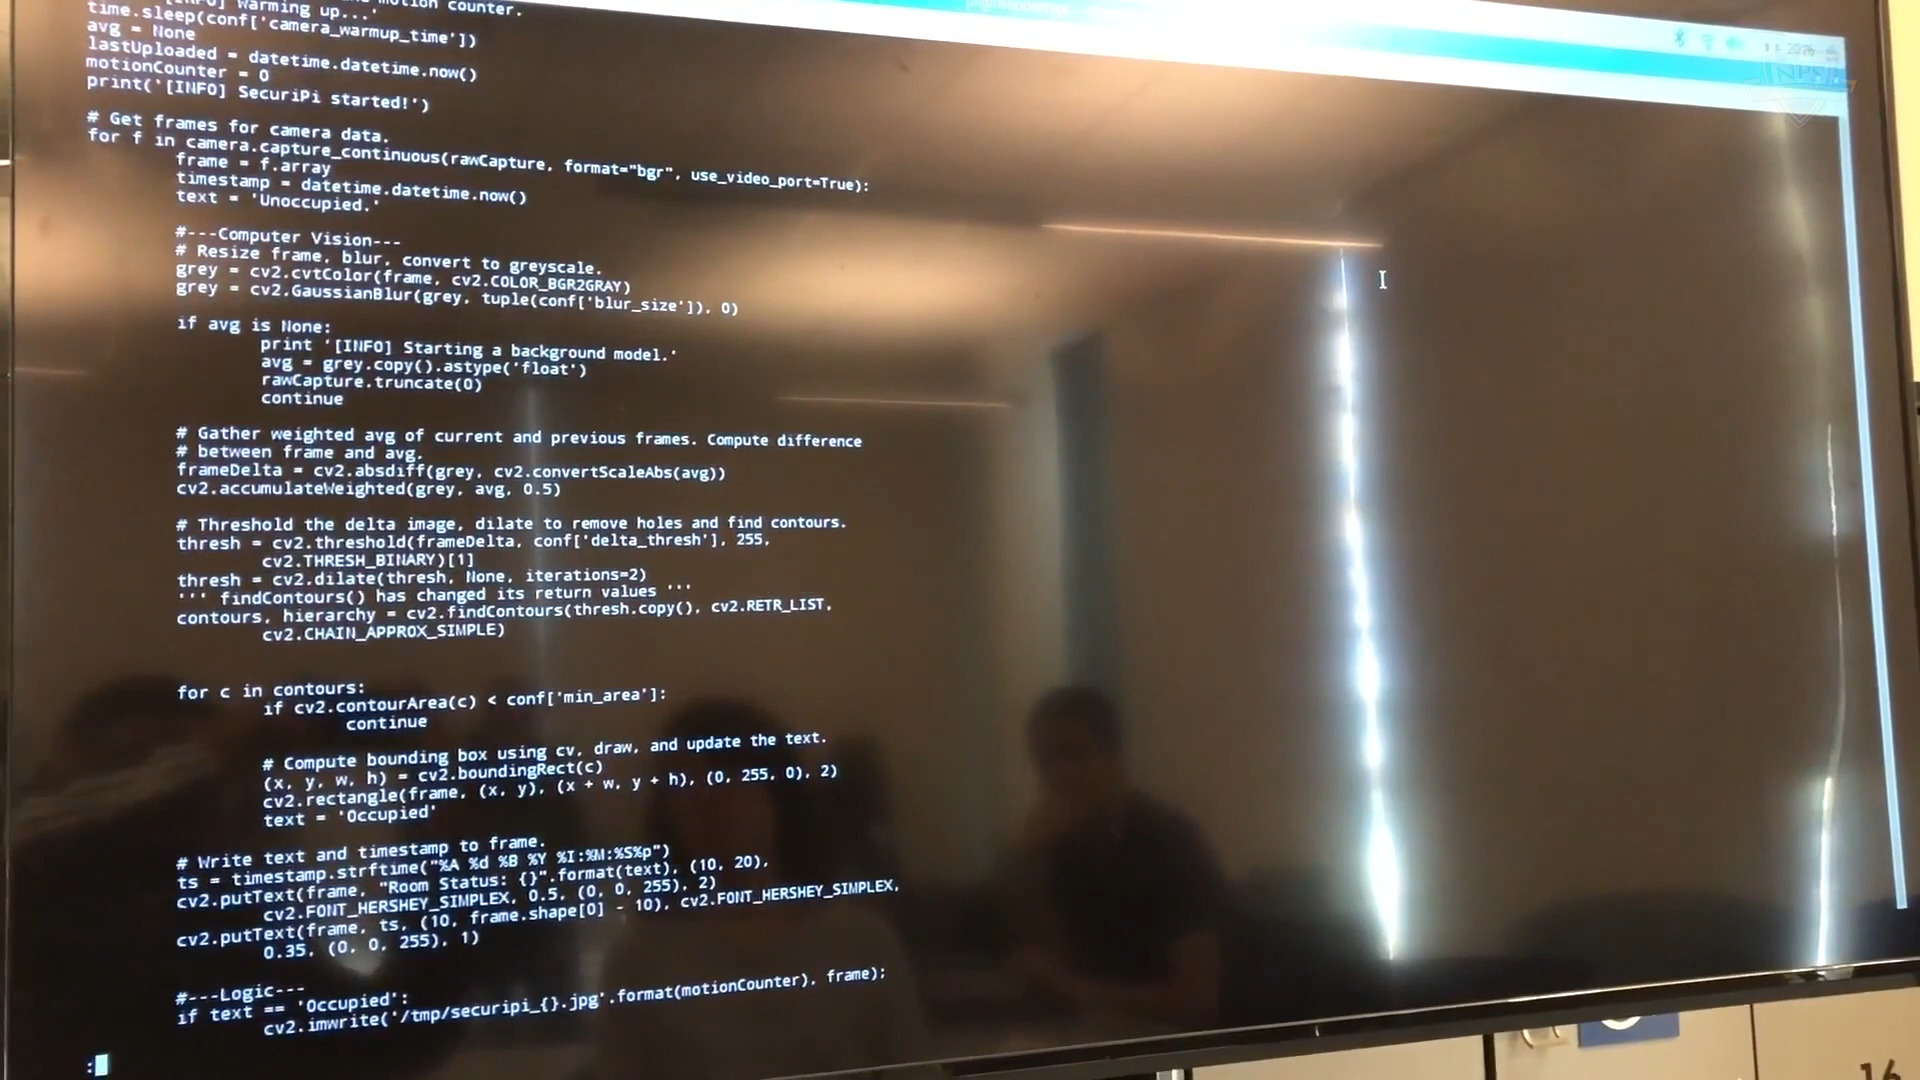 motion counter.
[INFO] Warming up...'
time.sleep(conf['camera_warmup_time'])
avg = None
lastUploaded = datetime.datetime.now()
motionCounter = 0
print('[INFO] SecuriPi started!')
# Get frames for camera data.
for f in camera.capture_continuous(rawCapture, format="bgr", use_video_port=True):
frame = f.array
timestamp = datetime.datetime.now()
text = 'Unoccupied.'
#---Computer Vision---
# Resize frame, blur, convert to greyscale.
grey = cv2.cvtColor(frame, cv2.COLOR_BGR2GRAY)
grey = cv2.GaussianBlur(grey, tuple(conf['blur_size']), 0)
if avg is None:
print '[INFO] Starting a background model.'
avg = grey.copy().astype('float')
rawCapture.truncate(0)
continue
# Gather weighted avg of current and previous frames. Compute difference
# between frame and avg.
frameDelta = cv2.absdiff(grey, cv2.convertScaleAbs(avg))
cv2.accumulateWeighted(grey, avg, 0.5)
# Threshold the delta image, dilate to remove holes and find contours.
thresh = cv2.threshold(frameDelta, conf['delta_thresh'], 255,
cv2.THRESH_BINARY)[1]
thresh = cv2.dilate(thresh, None, iterations=2)
''' findContours() has changed its return values '''
contours, hierarchy = cv2.findContours(thresh.copy(), cv2.RETR_LIST,
cv2.CHAIN_APPROX_SIMPLE)
for c in contours:
if cv2.contourArea(c) < conf['min_area']:
continue
# Compute bounding box using cv, draw, and update the text.
(x, y, w, h) = cv2.boundingRect(c)
cv2.rectangle(frame, (x, y), (x + w, y + h), (0, 255, 0), 2)
text = 'Occupied'
# Write text and timestamp to frame.
ts = timestamp.strftime("%A %d %B %Y %I:%M:%S%p")
cv2.putText(frame, "Room Status: {}".format(text), (10, 20),
cv2.FONT_HERSHEY_SIMPLEX, 0.5, (0, 0, 255), 2)
cv2.putText(frame, ts, (10, frame.shape[0] - 10), cv2.FONT_HERSHEY_SIMPLEX,
0.35, (0, 0, 255), 1)
#---Logic---
if text == 'Occupied':
cv2.imwrite('/tmp/securipi_{}.jpg'.format(motionCounter), frame);
:
16